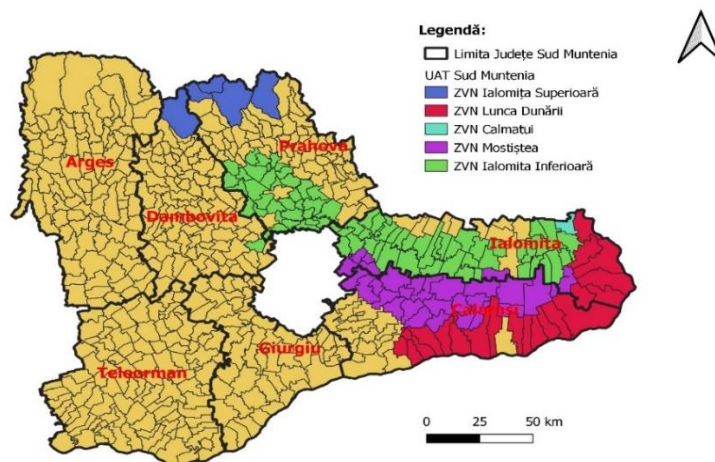 Legendă:
Limita Județe Sud Muntenia
UAT Sud Muntenia
ZVN Ialomița Superioară
ZVN Lunca Dunării
ZVN Calmatui
ZVN Mostiștea
ZVN Ialomita Inferioară
Prahova
Arges
Dambovita
Ialomita
Calarasi
Giurgiu
Teleorman
0 25 50 km